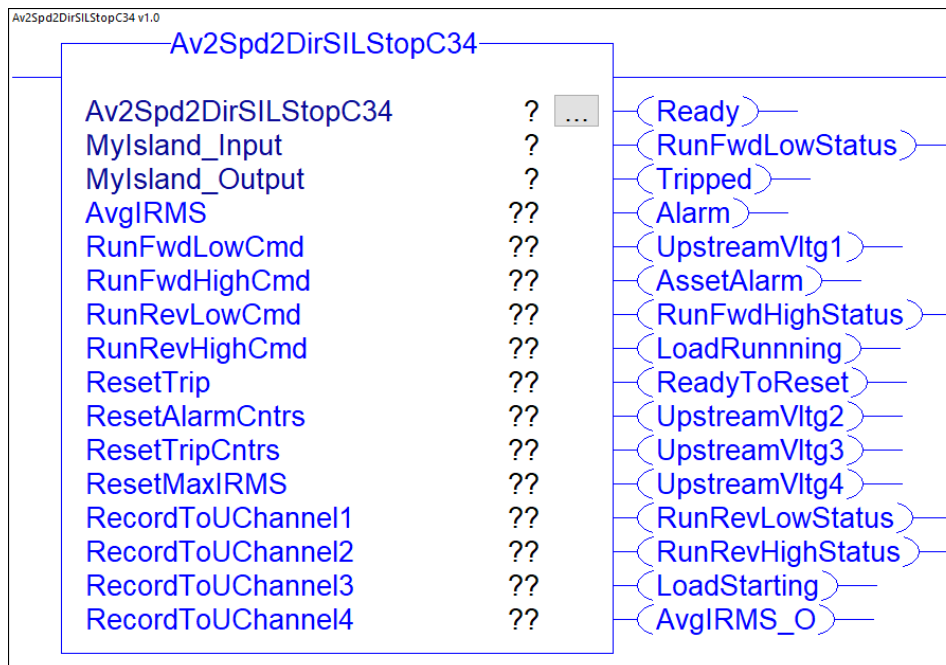 Av2Spd2DirSILStopC34 v1.0
Av2Spd2DirSILStopC34
Av2Spd2DirSILStopC34 ? ... Ready
MyIsland_Input ? RunFwdLowStatus
MyIsland_Output ? Tripped
AvgIRMS ?? Alarm
RunFwdLowCmd ?? UpstreamVltg1
RunFwdHighCmd ?? AssetAlarm
RunRevLowCmd ?? RunFwdHighStatus
RunRevHighCmd ?? LoadRunnning
ResetTrip ?? ReadyToReset
ResetAlarmCntrs ?? UpstreamVltg2
ResetTripCntrs ?? UpstreamVltg3
ResetMaxIRMS ?? UpstreamVltg4
RecordToUChannel1 ?? RunRevLowStatus
RecordToUChannel2 ?? RunRevHighStatus
RecordToUChannel3 ?? LoadStarting
RecordToUChannel4 ?? AvgIRMS_O